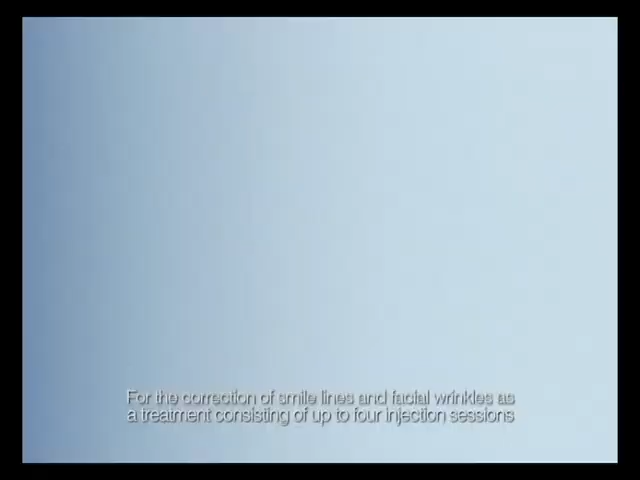 For the correction of smile lines and facial wrinkles as
a treatment consisting of up to four injection sessions